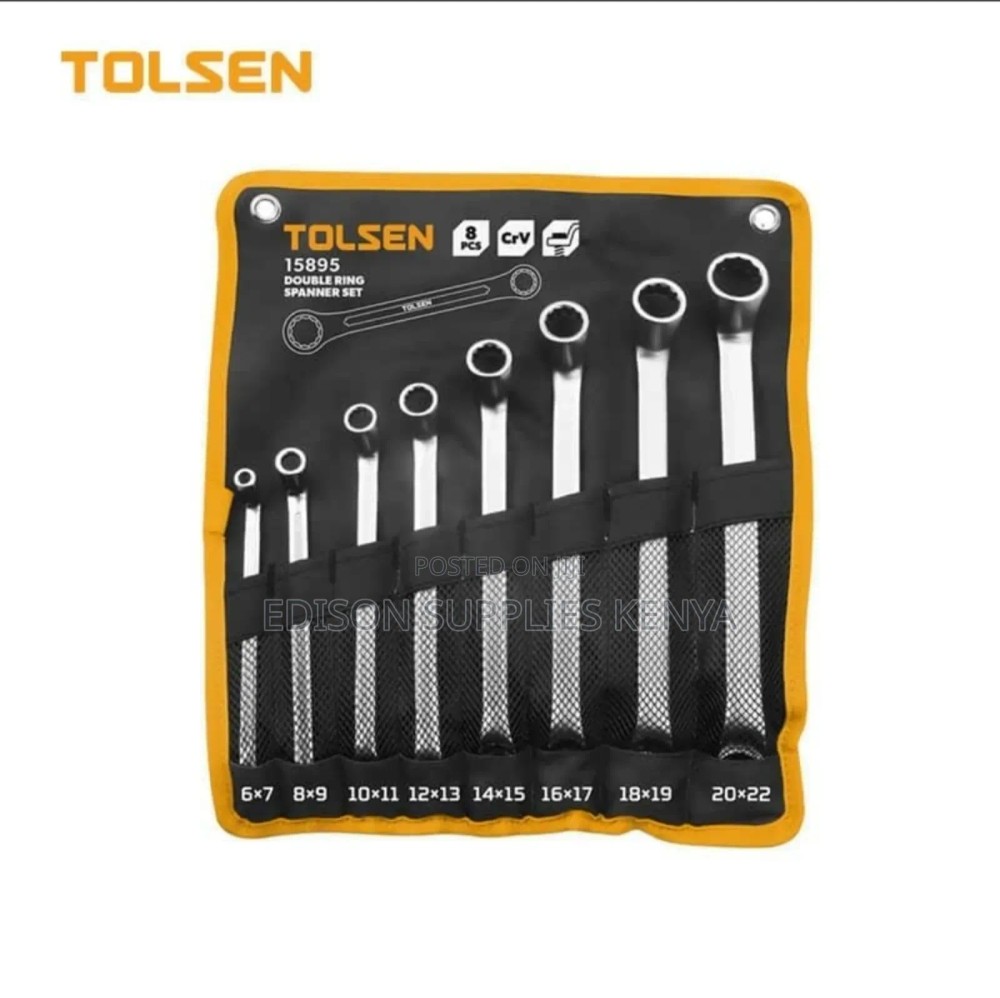 TOLSEN
TOLSEN
8 PCS
CrV
15895
DOUBLE RING
SPANNER SET
TOLSEN
POSTED ON
EDISON SUPPLIES KENYA
6×7 8×9 10×11 12×13 14×15 16×17 18×19 20×22